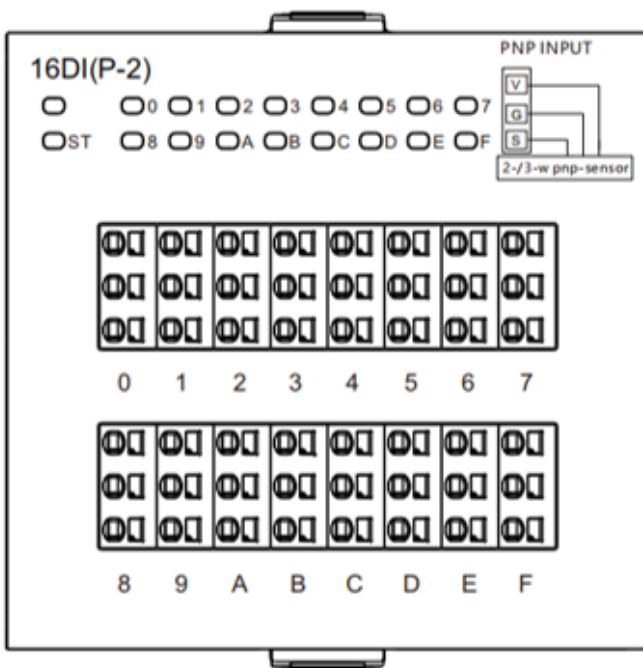 PNP INPUT
16DI(P-2)
V
0 1 2 3 4 5 6 7
G
ST 8 9 A B C D E F
S
2-/3-w pnp-sensor
0 1 2 3 4 5 6 7
8 9 A B C D E F